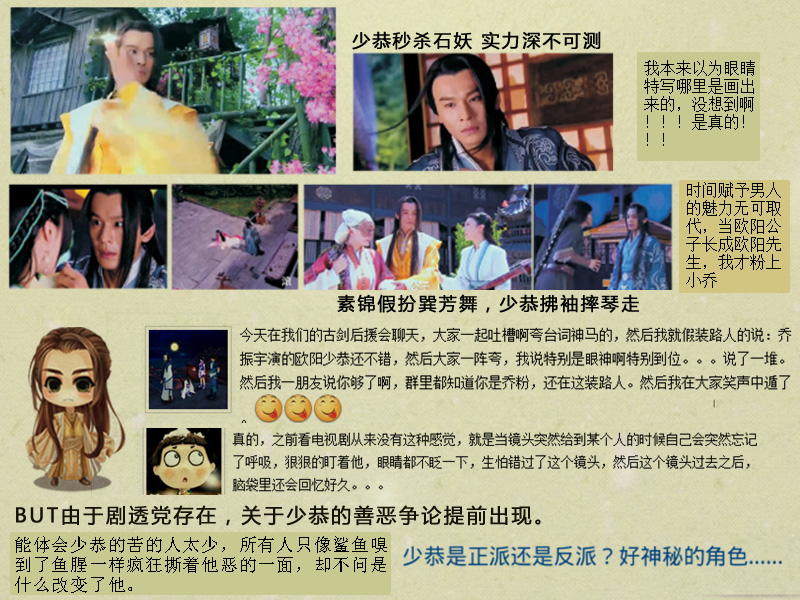 少恭秒杀石妖 实力深不可测
我本来以为眼睛
特写哪里是画出
来的，没想到啊
！！！是真的！
！！
时间赋予男人
的魅力无可取
代，当欧阳公
子长成欧阳先
生，我才粉上
小乔
素锦假扮巽芳舞，少恭拂袖摔琴走
今天在我们的古剑后援会聊天，大家一起吐槽啊夸台词神马的，然后我就假装路人的说：乔
振宇演的欧阳少恭还不错，然后大家一阵夸，我说特别是眼神啊特别到位。。。说了一堆。
然后我一朋友说你够了啊，群里都知道你是乔粉，还在这装路人。然后我在大家笑声中遁了
。
真的，之前看电视剧从来没有这种感觉，就是当镜头突然给到某个人的时候自己会突然忘记
了呼吸，狠狠的盯着他，眼睛都不眨一下，生怕错过了这个镜头，然后这个镜头过去之后，
脑袋里还会回忆好久。。。
BUT由于剧透党存在，关于少恭的善恶争论提前出现。
能体会少恭的苦的人太少，所有人只像鲨鱼嗅
到了鱼腥一样疯狂撕着他恶的一面，却不问是
什么改变了他。
少恭是正派还是反派？好神秘的角色......